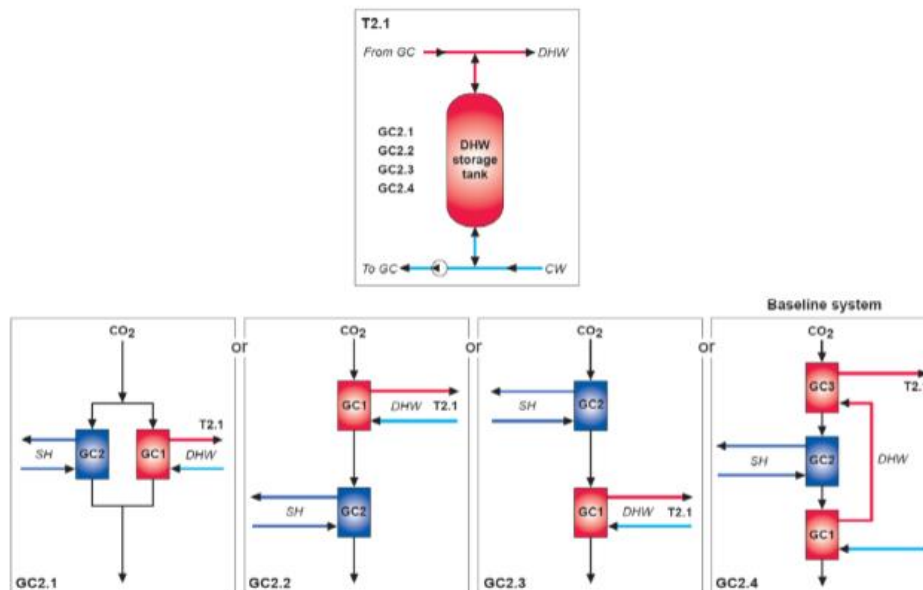 T2.1
From GC
DHW
GC2.1
GC2.2
GC2.3
GC2.4
DHW
storage
tank
To GC
CW
Baseline system
CO2
SH
GC2
GC1
T2.1
DHW
GC2.1
or
CO2
GC1
DHW
T2.1
SH
GC2
GC2.2
or
CO2
SH
GC2
GC1
DHW
T2.1
GC2.3
or
CO2
GC3
T2.
SH
GC2
DHW
GC1
GC2.4